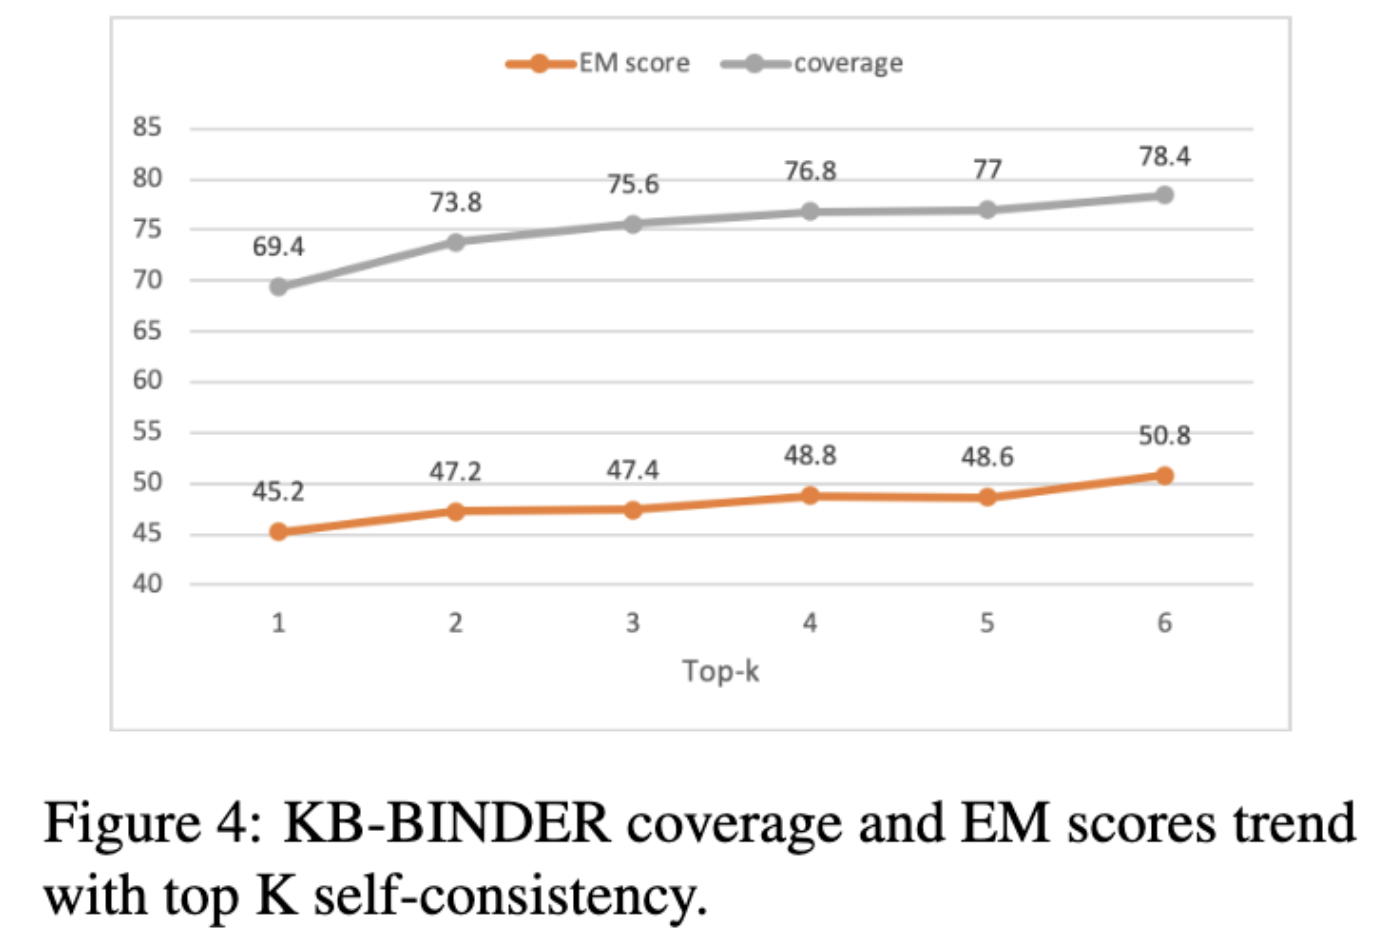 EM score coverage
85
80
75
70
65
60
55
50
45
40
69.4 73.8 75.6 76.8 77 78.4
45.2 47.2 47.4 48.8 48.6 50.8
1 2 3 4 5 6
Top-k
Figure 4: KB-BINDER coverage and EM scores trend
with top K self-consistency.